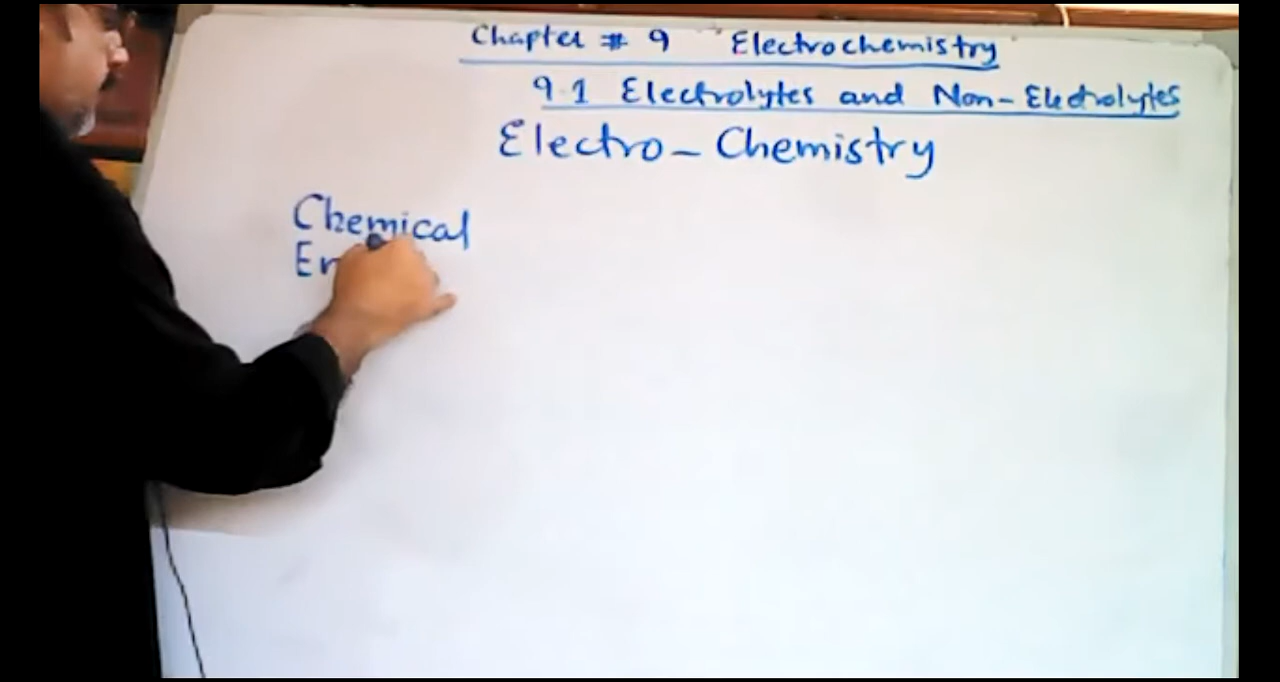 Chapter # 9 Electrochemistry
9.1 Electrolytes and Non-Electrolytes
Electro-Chemistry
Chemical